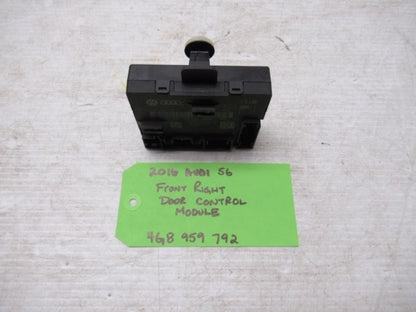 2016 AUDI S6
FRONT RIGHT
DOOR CONTROL
MODULE
4G8 959 792